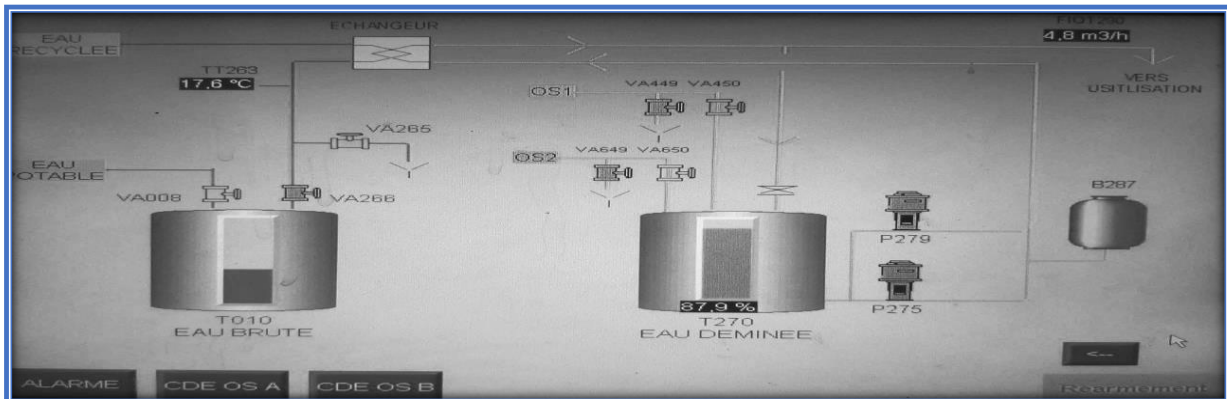 ECHANGEUR
FIQT290
4,8 m3/h
EAU
RECYCLEE
TT263
17,6 °C
VERS
USITLISATION
OS1
VA449
VA450
VA265
OS2
VA649
VA650
EAU
POTABLE
VA008
VA266
B287
P279
P275
87,9 %
T010
EAU BRUTE
T270
EAU DEMINEE
<--
ALARME
CDE OS A
CDE OS B
Rearmement